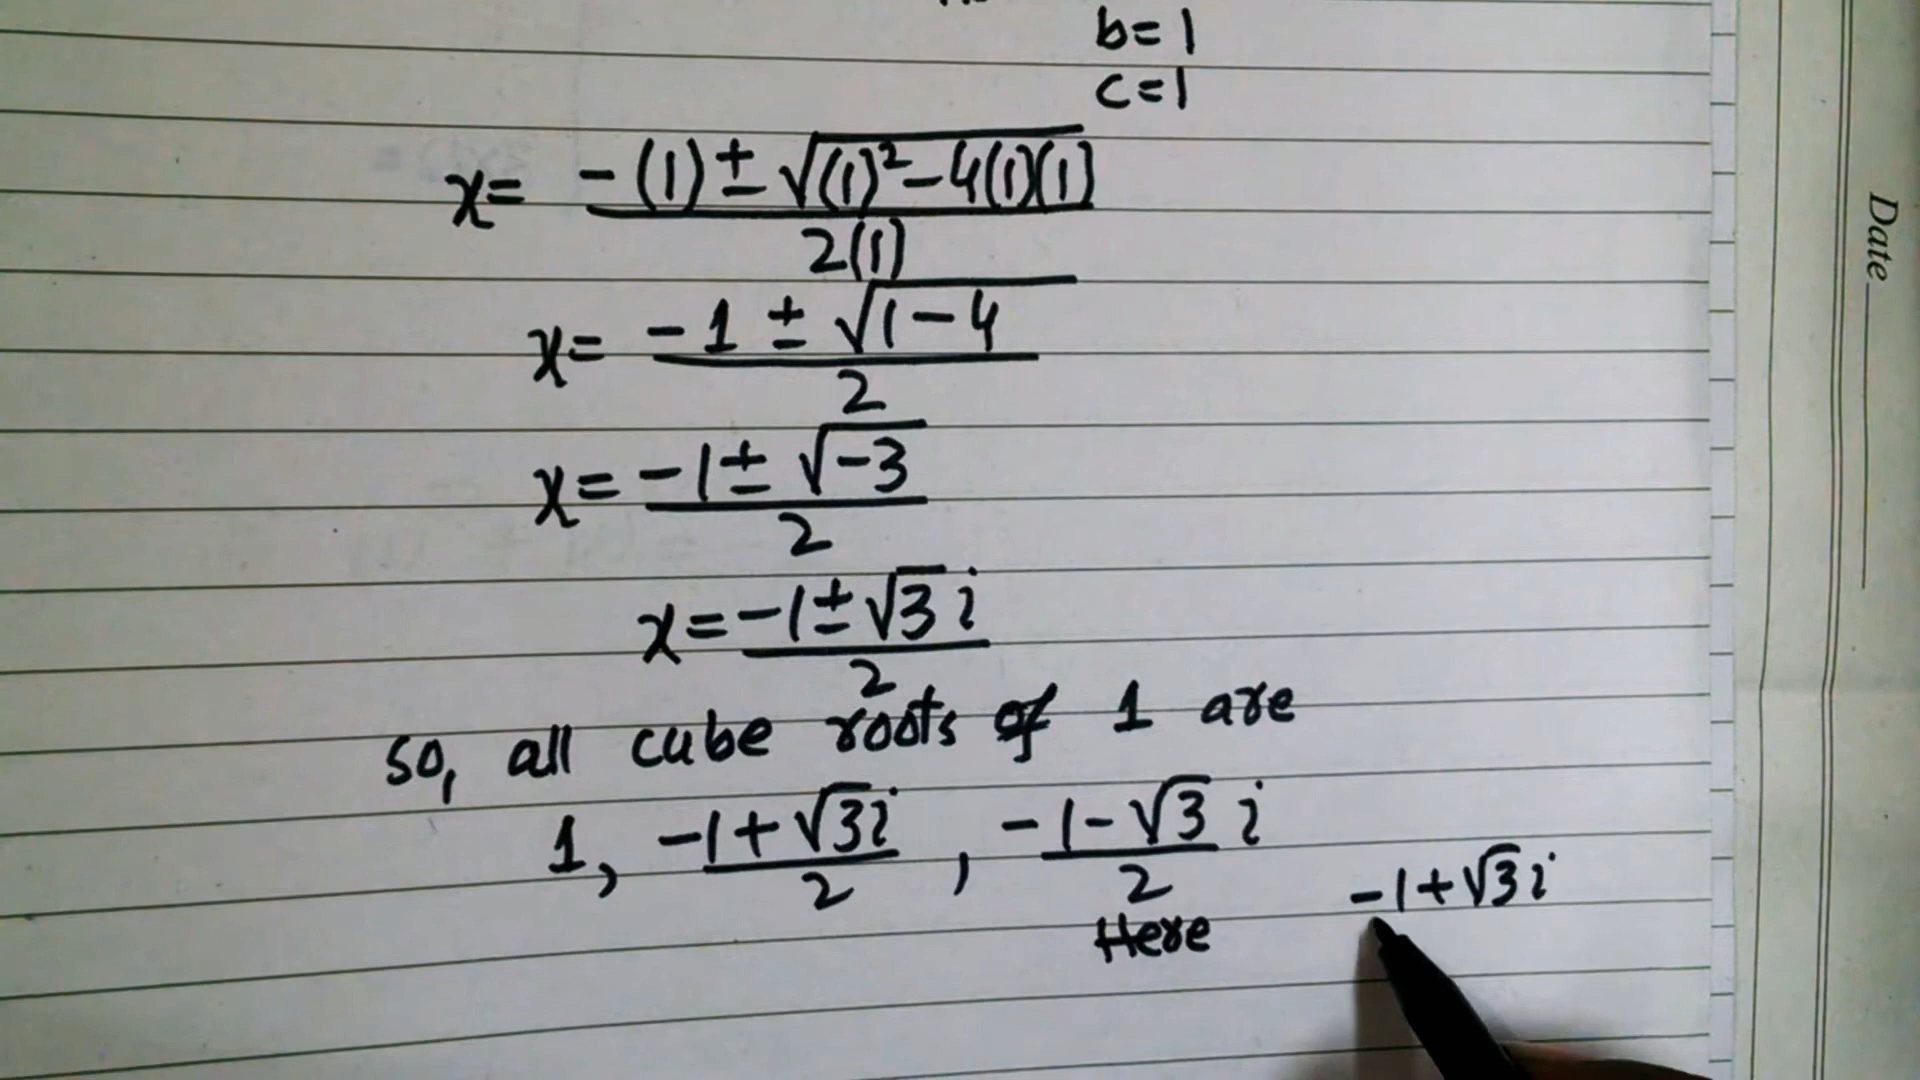 b=1
c=1
x= -(1)±√(1)²-4(1)(1) / 2(1)
x= -1±√1-4 / 2
x= -1±√-3 / 2
x= -1±√3 i / 2
so, all cube roots of 1 are
1, -1+√3i / 2 , -1-√3 i / 2
Here -1+√3 i
Date